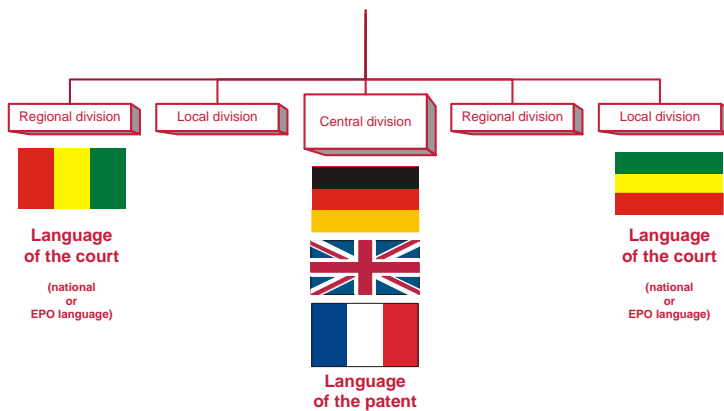 Regional division
Local division
Central division
Regional division
Local division
Language
of the court
(national
or
EPO language)
Language
of the court
(national
or
EPO language)
Language
of the patent